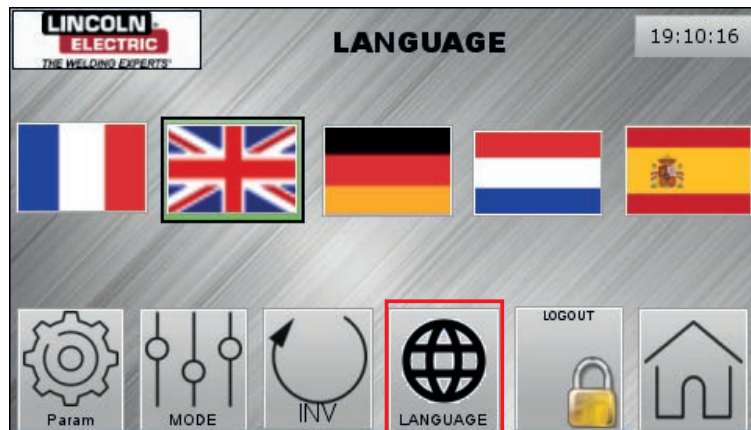 LINCOLN
ELECTRIC
THE WELDING EXPERTS®
LANGUAGE
19:10:16
LOGOUT
Param
MODE
INV
LANGUAGE